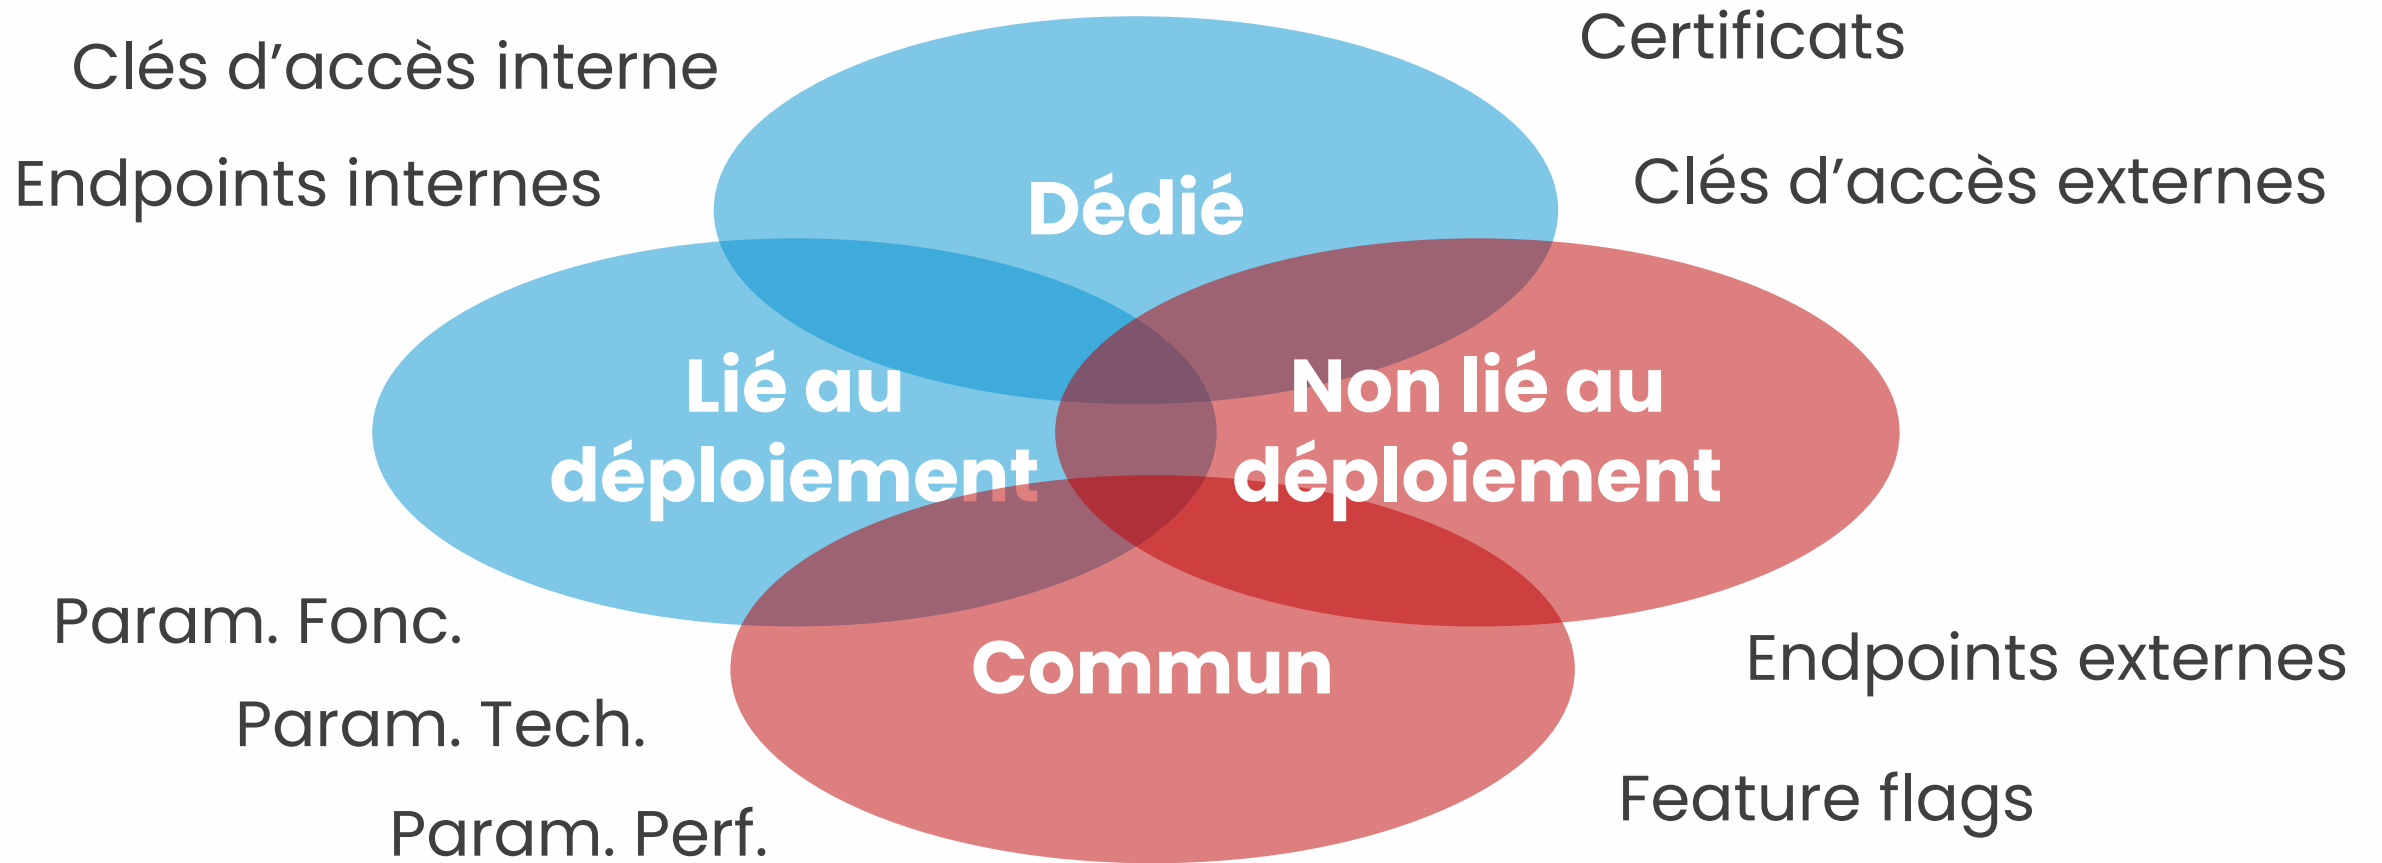 Clés d’accès interne
Endpoints internes
Certificats
Clés d’accès externes
Dédié
Lié au
déploiement
Non lié au
déploiement
Commun
Param. Fonc.
Param. Tech.
Param. Perf.
Endpoints externes
Feature flags